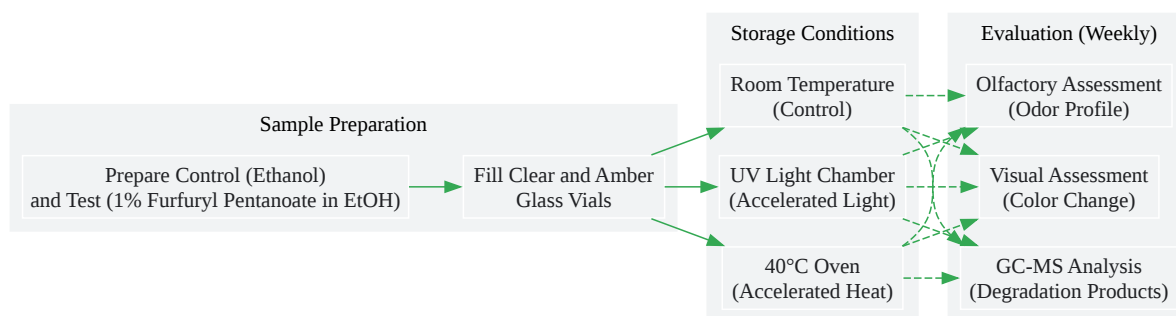 Sample Preparation
Prepare Control (Ethanol)
and Test (1% Furfuryl Pentanoate in EtOH)
Fill Clear and Amber
Glass Vials
Storage Conditions
Room Temperature
(Control)
UV Light Chamber
(Accelerated Light)
40°C Oven
(Accelerated Heat)
Evaluation (Weekly)
Olfactory Assessment
(Odor Profile)
Visual Assessment
(Color Change)
GC-MS Analysis
(Degradation Products)